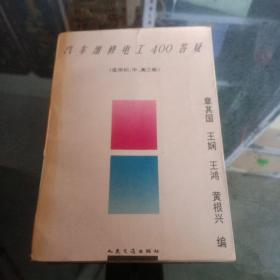 汽车维修电工400答疑
(适用初、中、高三级)
章其国 王娴 王鸿 黄根兴 编
人民交通出版社